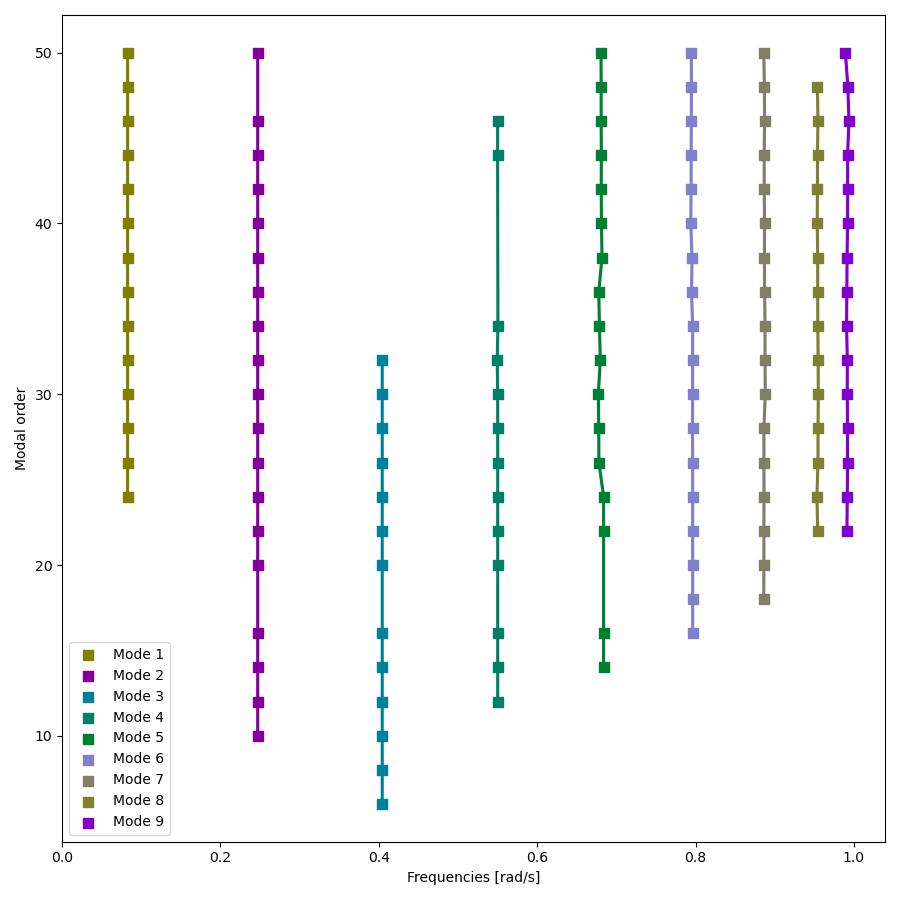 50
40
30
20
10
Modal order
Mode 1
Mode 2
Mode 3
Mode 4
Mode 5
Mode 6
Mode 7
Mode 8
Mode 9
0.0 0.2 0.4 0.6 0.8 1.0
Frequencies [rad/s]